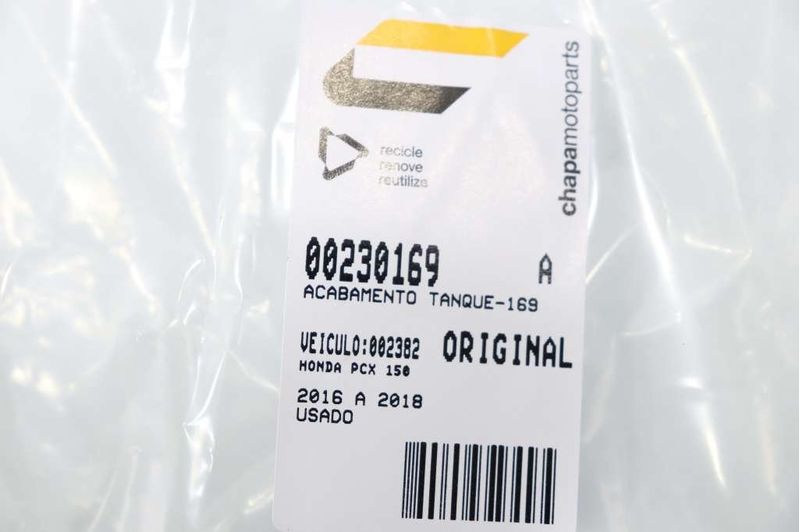 chapamotoparts
recicle
renove
reutilize
00230169 A
ACABAMENTO TANQUE-169
VEICULO:002382 ORIGINAL
HONDA PCX 150
2016 A 2018
USADO